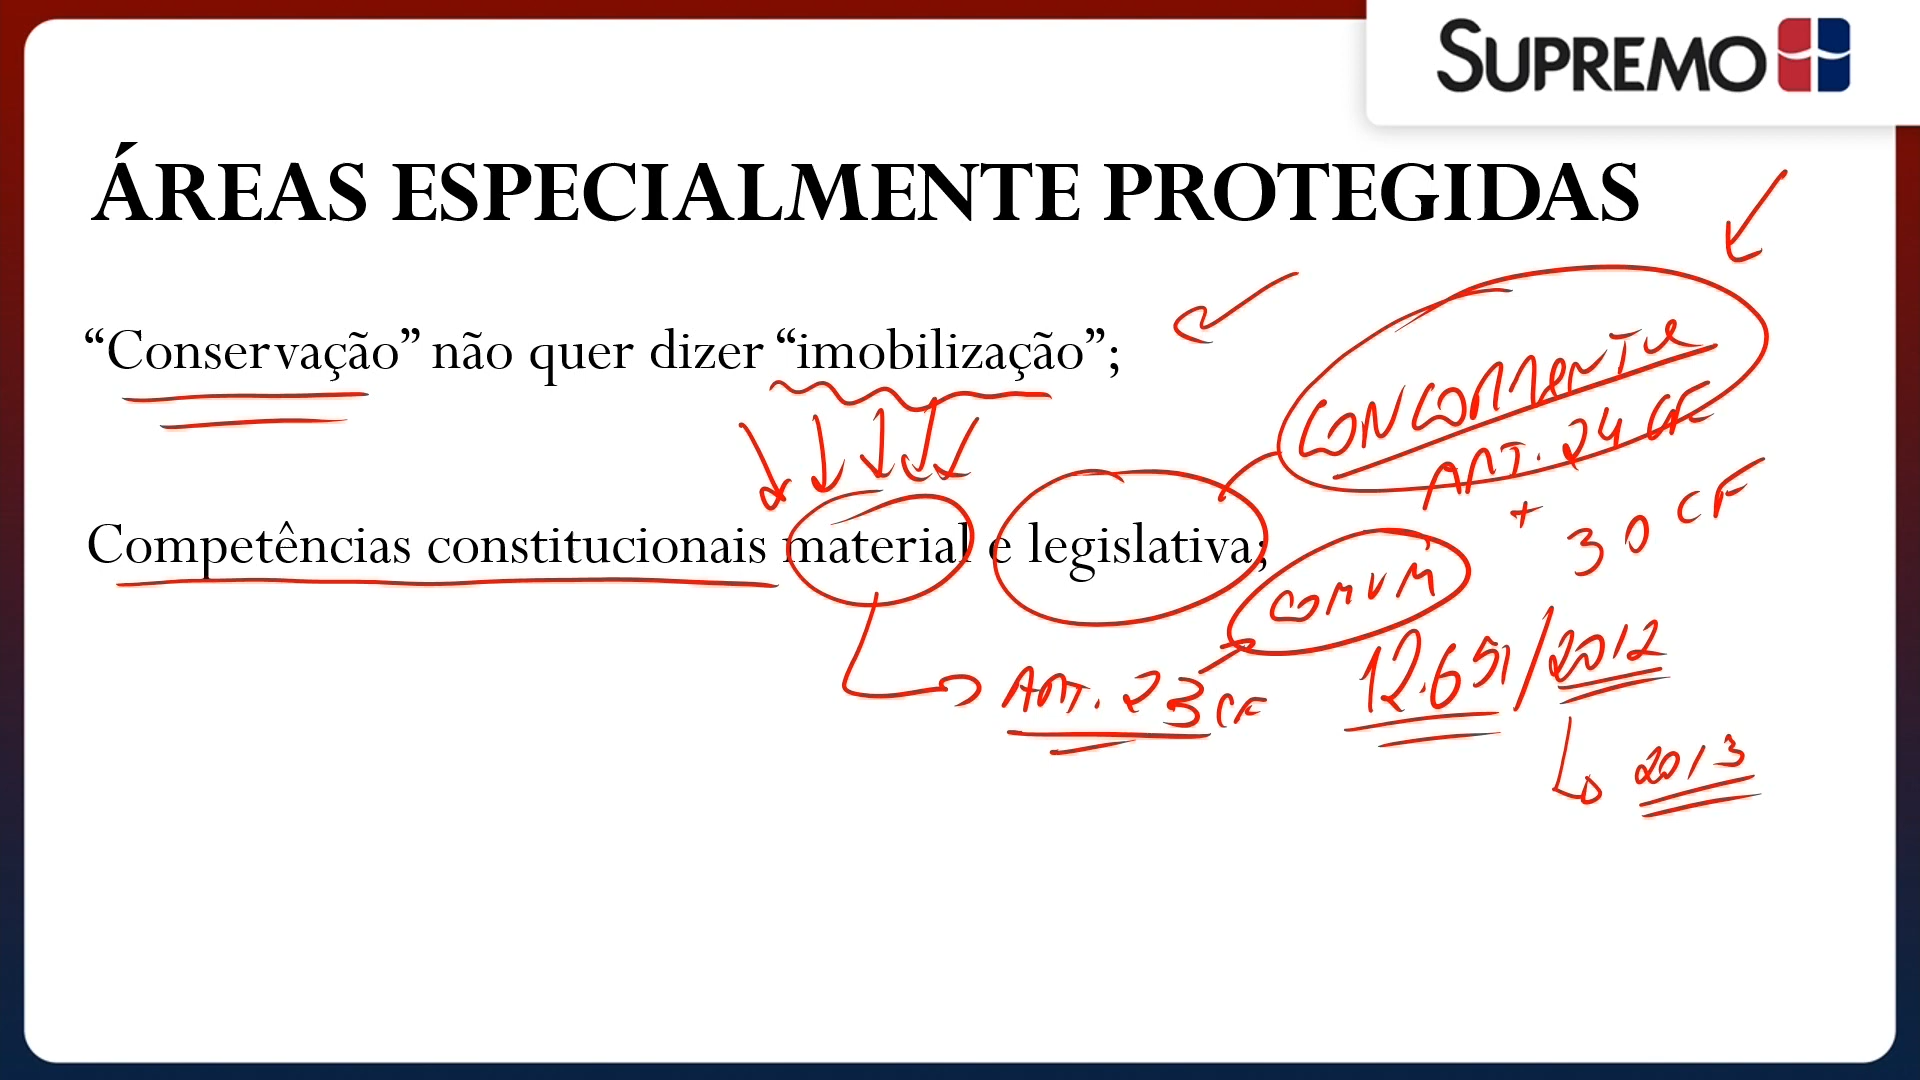 SUPREMO
ÁREAS ESPECIALMENTE PROTEGIDAS
“Conservação” não quer dizer “imobilização”;
CONCORRENTE
ART. 24 CF
+ 30 CF
Competências constitucionais material e legislativa;
COMUM
ART. 23 CF
12.651/2012
2013